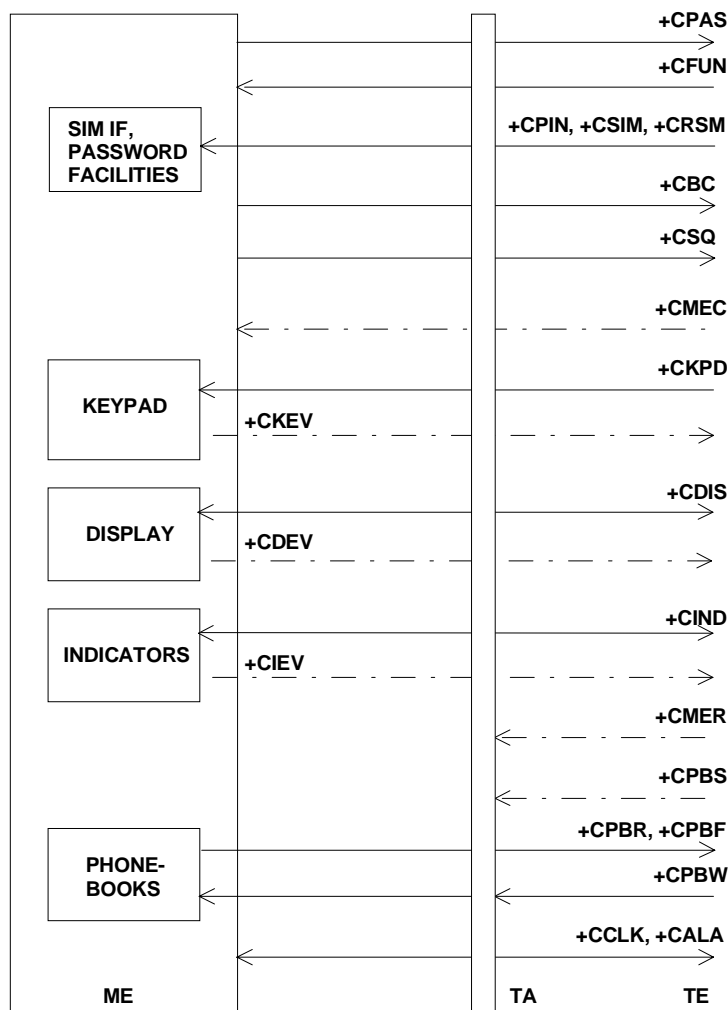 +CPAS
+CFUN
SIM IF,
PASSWORD
FACILITIES
+CPIN, +CSIM, +CRSM
+CBC
+CSQ
+CMEC
+CKPD
KEYPAD
+CKEV
+CDIS
DISPLAY
+CDEV
+CIND
INDICATORS
+CIEV
+CMER
+CPBS
+CPBR, +CPBF
PHONE-
BOOKS
+CPBW
+CCLK, +CALA
ME TA TE